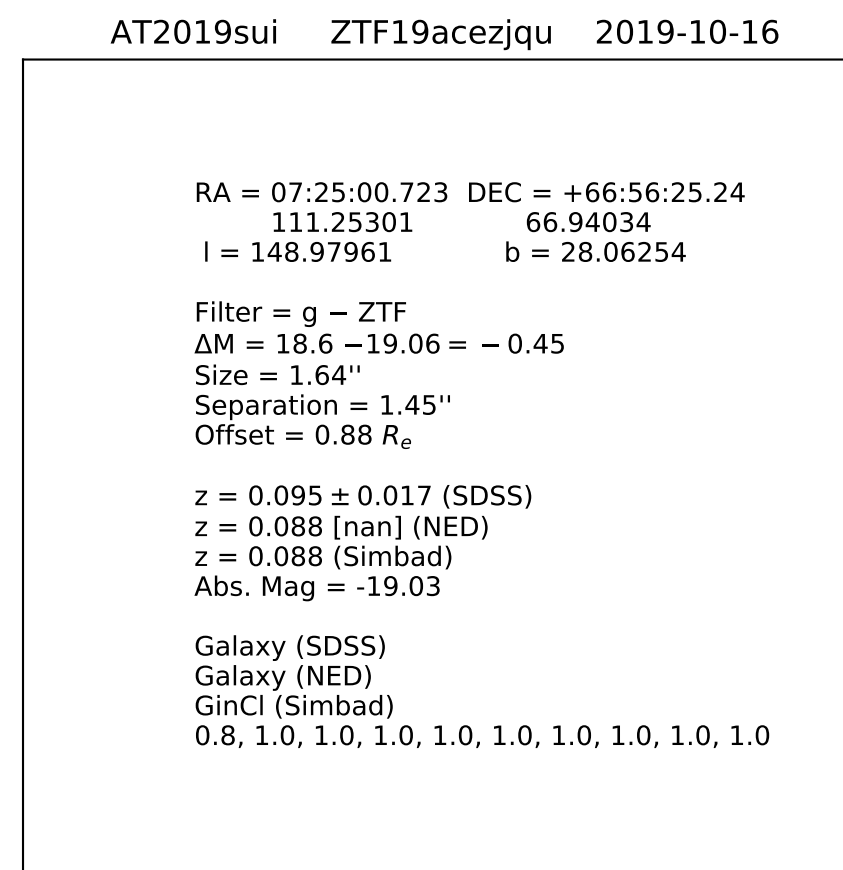 AT2019sui ZTF19acezjqu 2019-10-16
RA = 07:25:00.723 DEC = +66:56:25.24
111.25301 66.94034
l = 148.97961 b = 28.06254
Filter = g − ZTF
ΔM = 18.6 −19.06 = − 0.45
Size = 1.64''
Separation = 1.45''
Offset = 0.88 Re
z = 0.095 ± 0.017 (SDSS)
z = 0.088 [nan] (NED)
z = 0.088 (Simbad)
Abs. Mag = -19.03
Galaxy (SDSS)
Galaxy (NED)
GinCl (Simbad)
0.8, 1.0, 1.0, 1.0, 1.0, 1.0, 1.0, 1.0, 1.0, 1.0